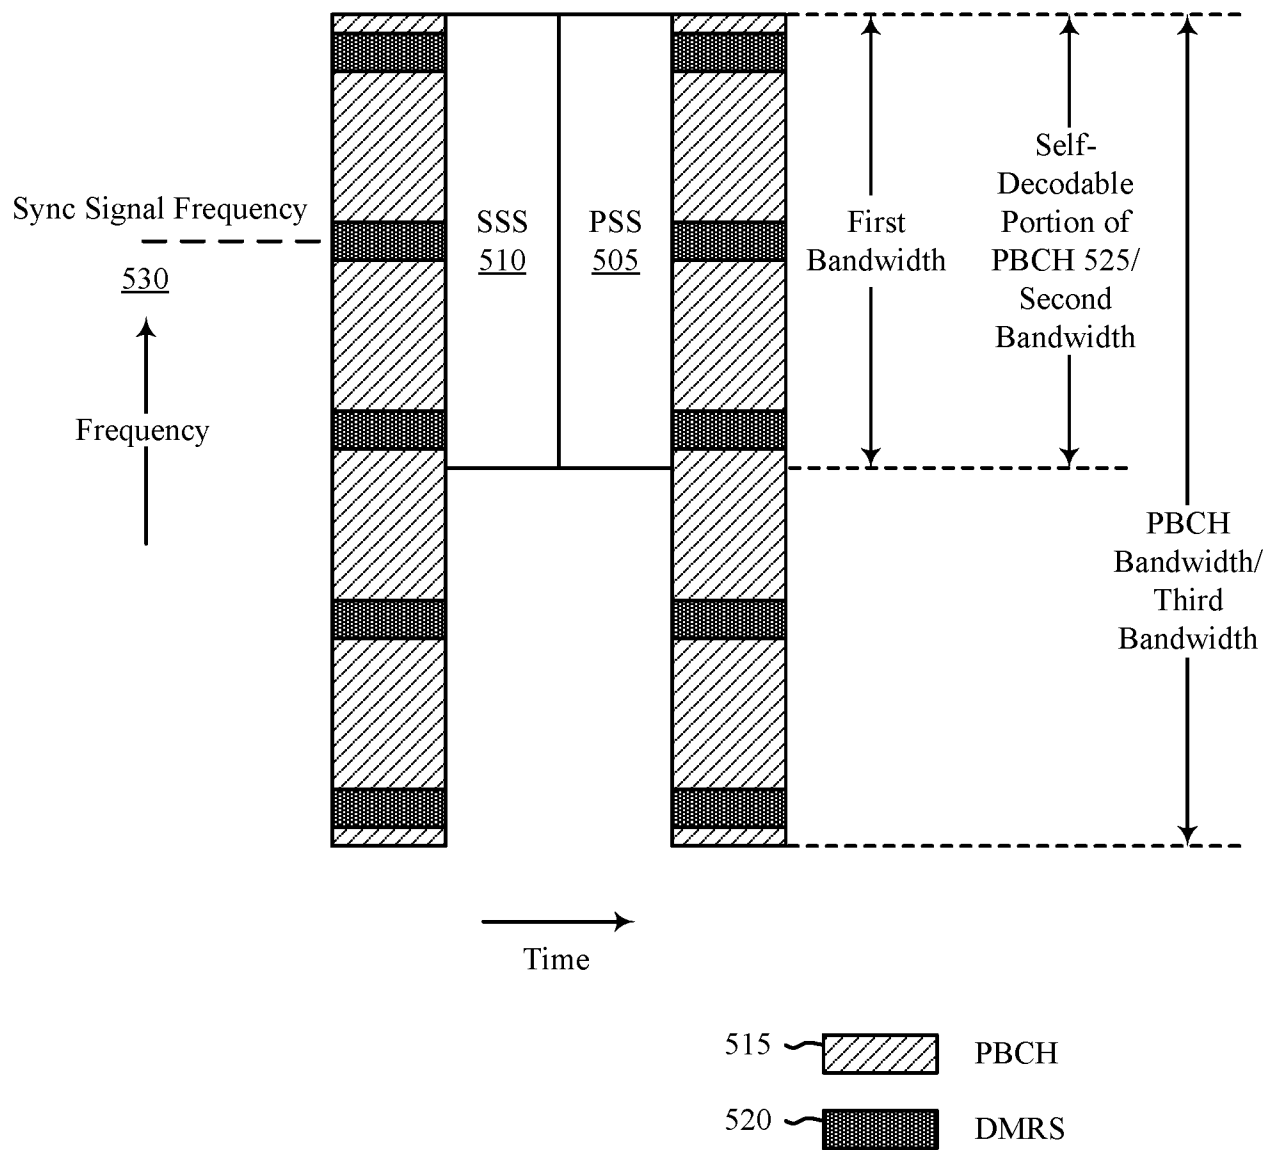 Sync Signal Frequency
530
Frequency
SSS
510
PSS
505
First
Bandwidth
Self-
Decodable
Portion of
PBCH 525/
Second
Bandwidth
PBCH
Bandwidth/
Third
Bandwidth
Time
515
PBCH
520
DMRS